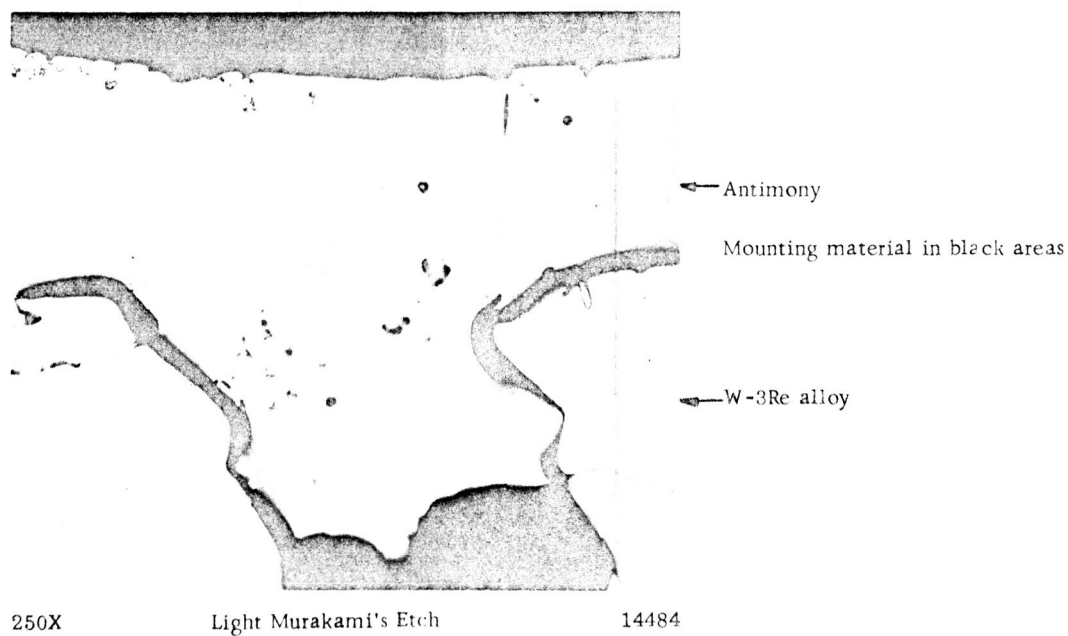 Antimony
Mounting material in black areas
W-3Re alloy
250X Light Murakami's Etch 14484